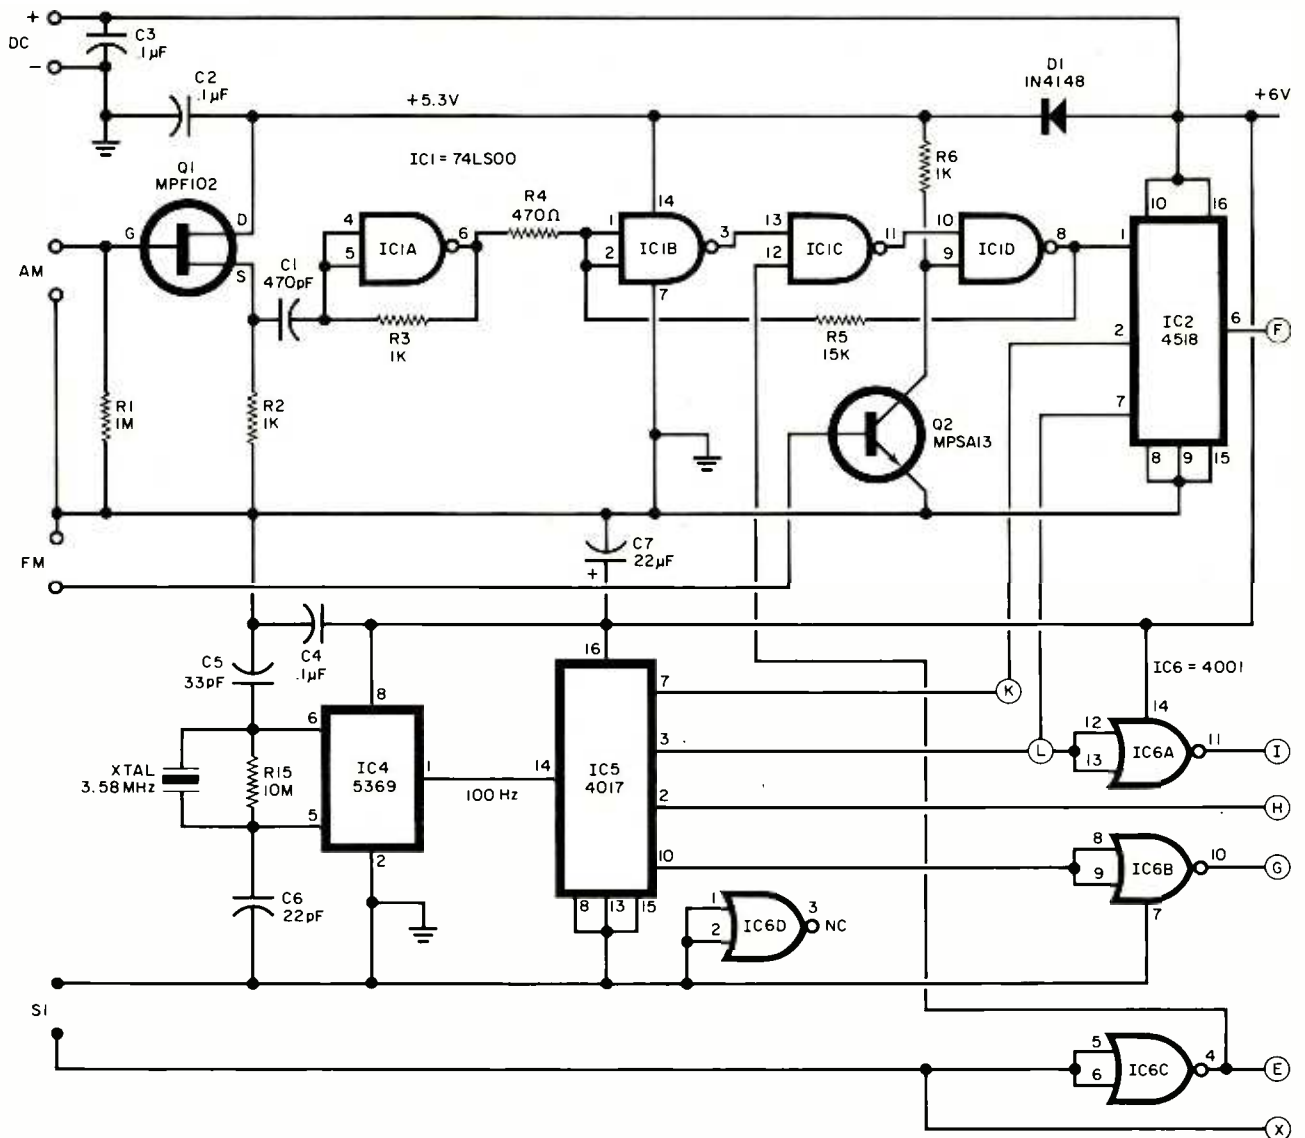 +
DC
-
C3
.1µF
C2
.1µF
+5.3V
D1
1N4148
+6V
IC1 = 74LS00
Q1
MPF102
G
D
S
AM
R1
1M
C1
470pF
R2
1K
4
5
IC1A
6
R3
1K
R4
470Ω
1
2
IC1B
14
3
7
13
12
IC1C
11
R5
15K
R6
1K
10
9
IC1D
8
Q2
MPSA13
10
16
1
2
7
IC2
4518
6
F
8
9
15
FM
C7
22µF
+
C4
.1µF
C5
33pF
XTAL
3.58MHz
R15
10M
C6
22pF
8
6
5
IC4
5369
1
2
100 Hz
16
14
IC5
4017
7
3
2
10
8
13
15
K
L
IC6 = 4001
14
12
13
IC6A
11
I
H
8
9
IC6B
10
7
G
1
2
IC6D
3
NC
S1
5
6
IC6C
4
E
X